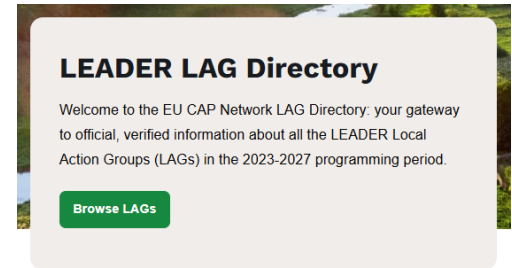 LEADER LAG Directory
Welcome to the EU CAP Network LAG Directory: your gateway
to official, verified information about all the LEADER Local
Action Groups (LAGs) in the 2023-2027 programming period.
Browse LAGs